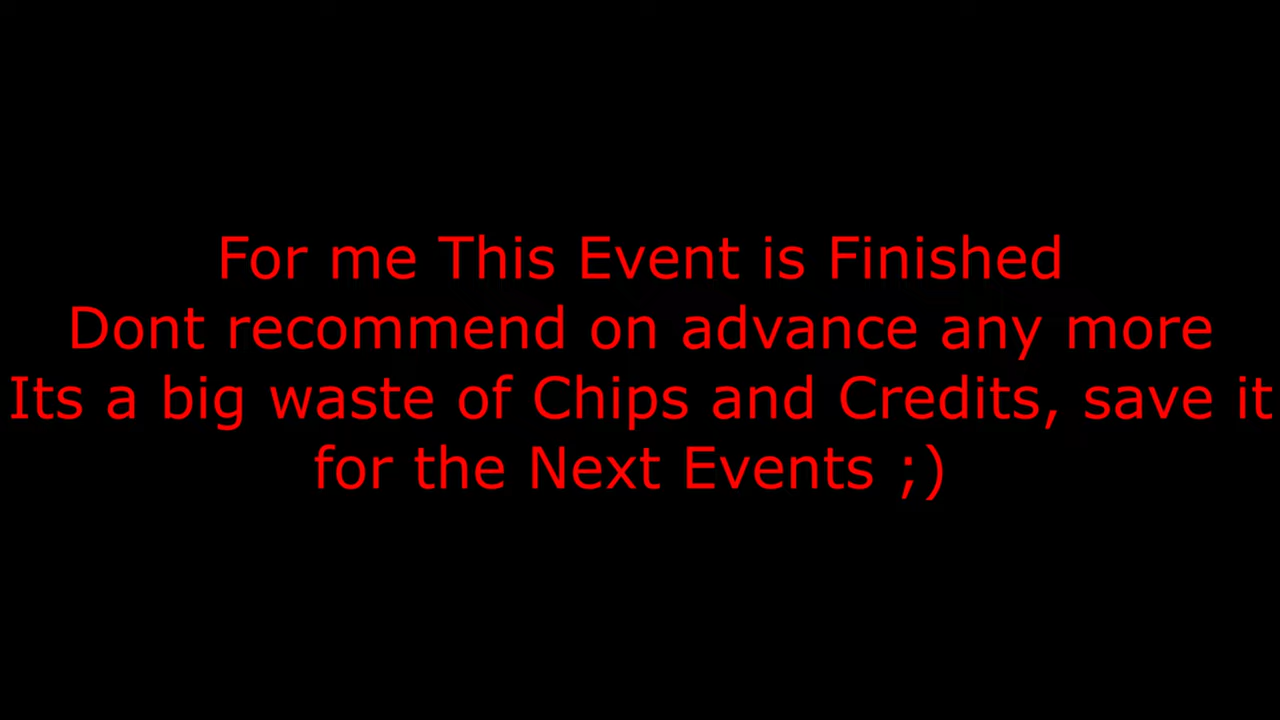 For me This Event is Finished
Dont recommend on advance any more
Its a big waste of Chips and Credits, save it
for the Next Events ;)